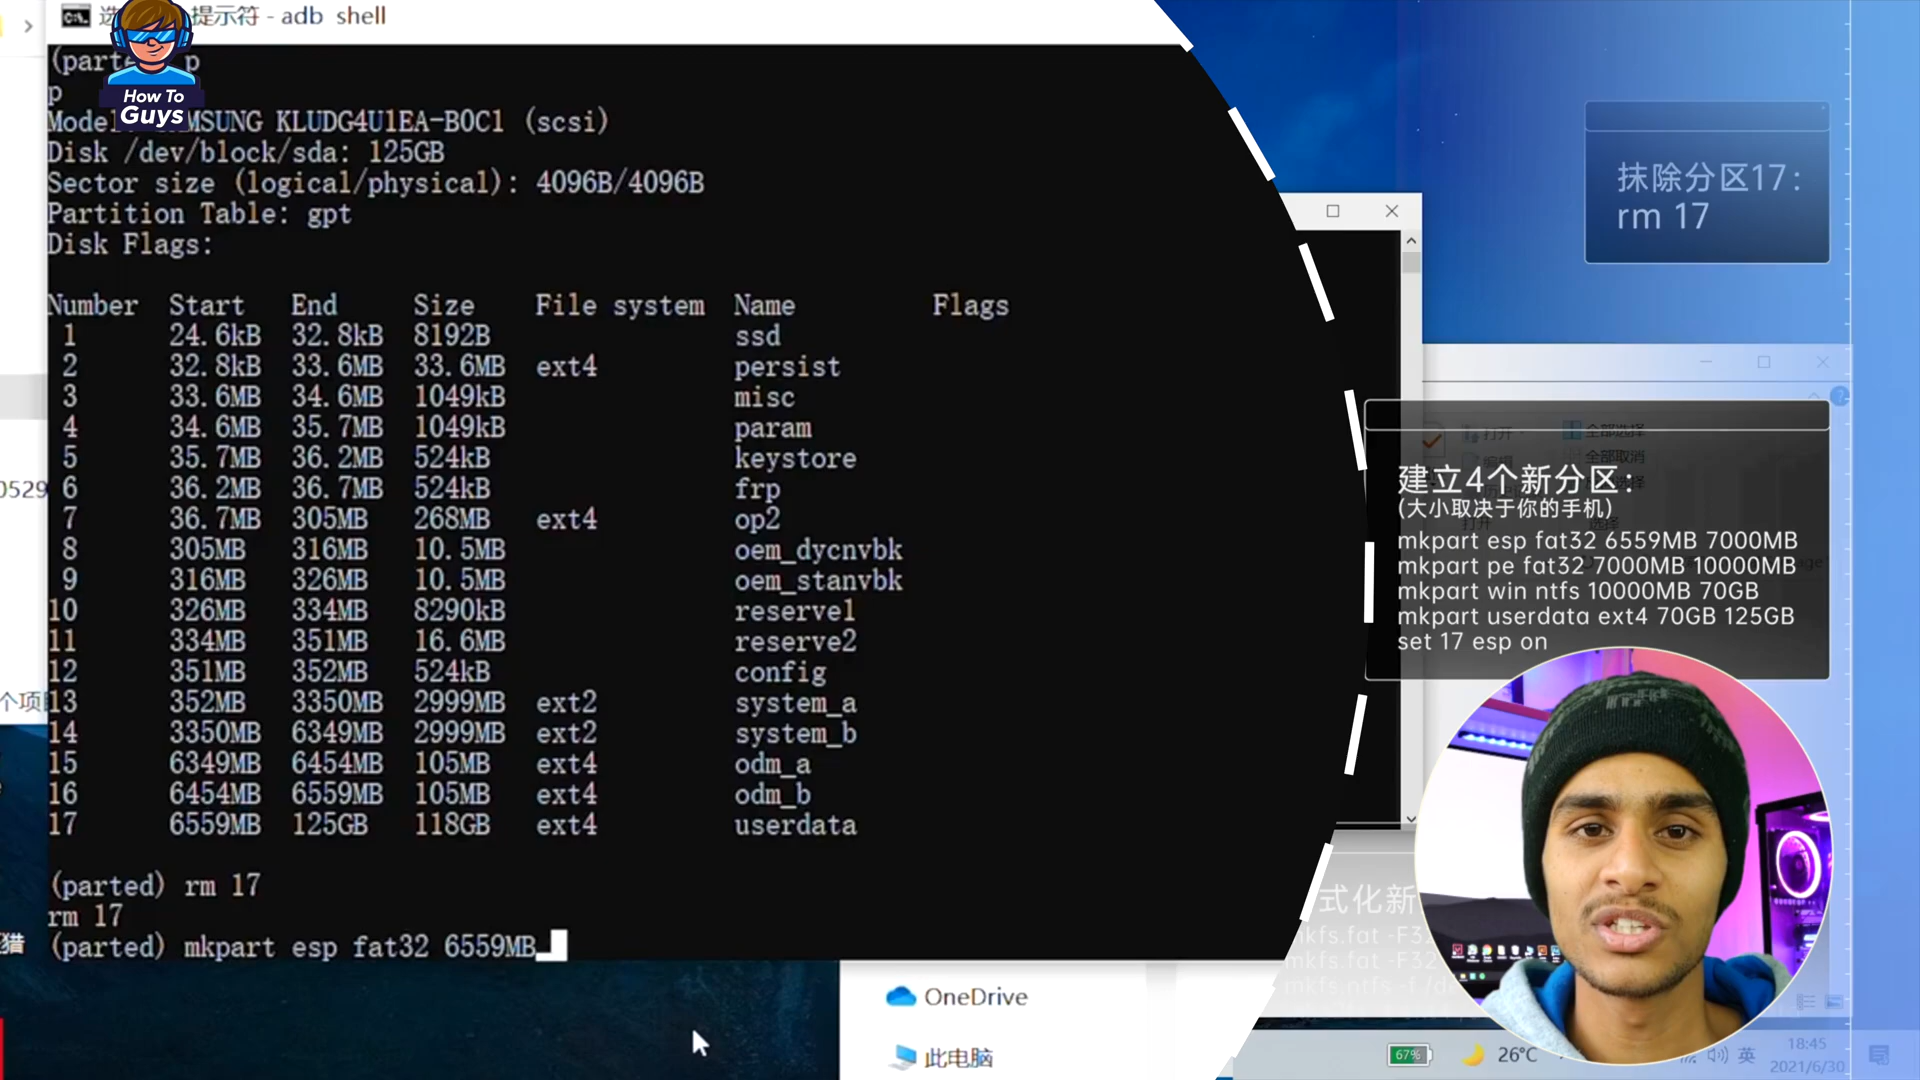 提示符 - adb shell
How To
Guys
p
p
SUNG KLUDG4U1EA-B0C1 (scsi)
Disk /dev/block/sda: 125GB
Sector size (logical/physical): 4096B/4096B
Partition Table: gpt
Disk Flags:
Number Start End Size File system Name Flags
1 24.6kB 32.8kB 8192B ssd
2 32.8kB 33.6MB 33.6MB ext4 persist
3 33.6MB 34.6MB 1049kB misc
4 34.6MB 35.7MB 1049kB param
5 35.7MB 36.2MB 524kB keystore
6 36.2MB 36.7MB 524kB frp
7 36.7MB 305MB 268MB ext4 op2
8 305MB 316MB 10.5MB oem_dycnvbk
9 316MB 326MB 10.5MB oem_stanvbk
10 326MB 334MB 8290kB reserve1
11 334MB 351MB 16.6MB reserve2
12 351MB 352MB 524kB config
13 352MB 3350MB 2999MB ext2 system_a
14 3350MB 6349MB 2999MB ext2 system_b
15 6349MB 6454MB 105MB ext4 odm_a
16 6454MB 6559MB 105MB ext4 odm_b
17 6559MB 125GB 118GB ext4 userdata
(parted) rm 17
rm 17
(parted) mkpart esp fat32 6559MB
抹除分区17:
rm 17
全部选择
全部取消
建立4个新分区:
(大小取决于你的手机)
mkpart esp fat32 6559MB 7000MB
mkpart pe fat32 7000MB 10000MB
mkpart win ntfs 10000MB 70GB
mkpart userdata ext4 70GB 125GB
set 17 esp on
式化新
OneDrive
此电脑
67%
26°C
英
18:45
2021/6/30